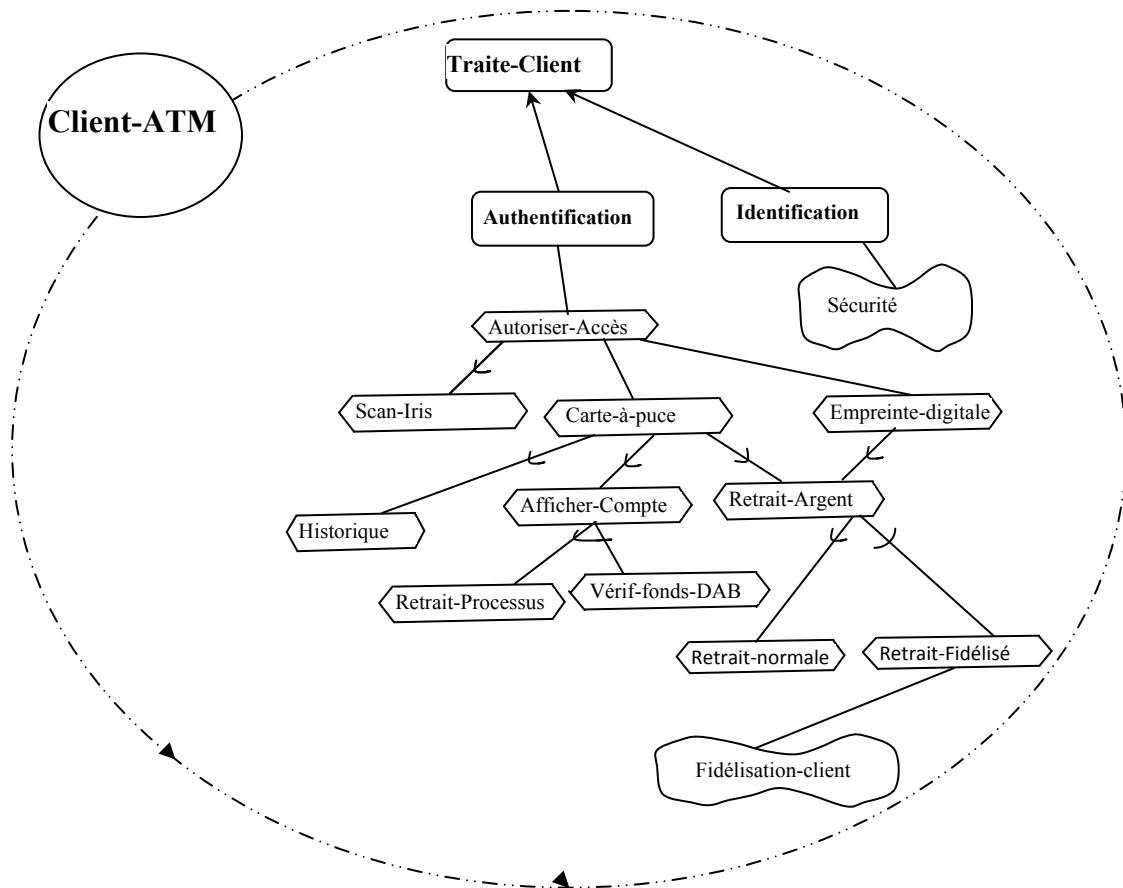 Traite-Client
Client-ATM
Authentification
Identification
Sécurité
Autoriser-Accès
Scan-Iris
Carte-à-puce
Empreinte-digitale
Afficher-Compte
Retrait-Argent
Historique
Retrait-Processus
Vérif-fonds-DAB
Retrait-normale
Retrait-Fidélisé
Fidélisation-client